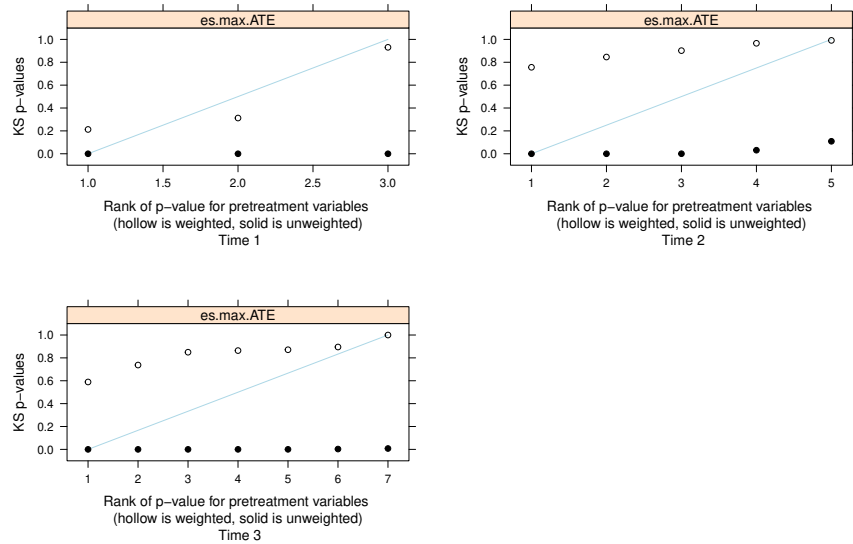 es.max.ATE
KS p−values
1.0
0.8
0.6
0.4
0.2
0.0
1.0 1.5 2.0 2.5 3.0
Rank of p−value for pretreatment variables
(hollow is weighted, solid is unweighted)
Time 1
es.max.ATE
KS p−values
1.0
0.8
0.6
0.4
0.2
0.0
1 2 3 4 5
Rank of p−value for pretreatment variables
(hollow is weighted, solid is unweighted)
Time 2
es.max.ATE
KS p−values
1.0
0.8
0.6
0.4
0.2
0.0
1 2 3 4 5 6 7
Rank of p−value for pretreatment variables
(hollow is weighted, solid is unweighted)
Time 3